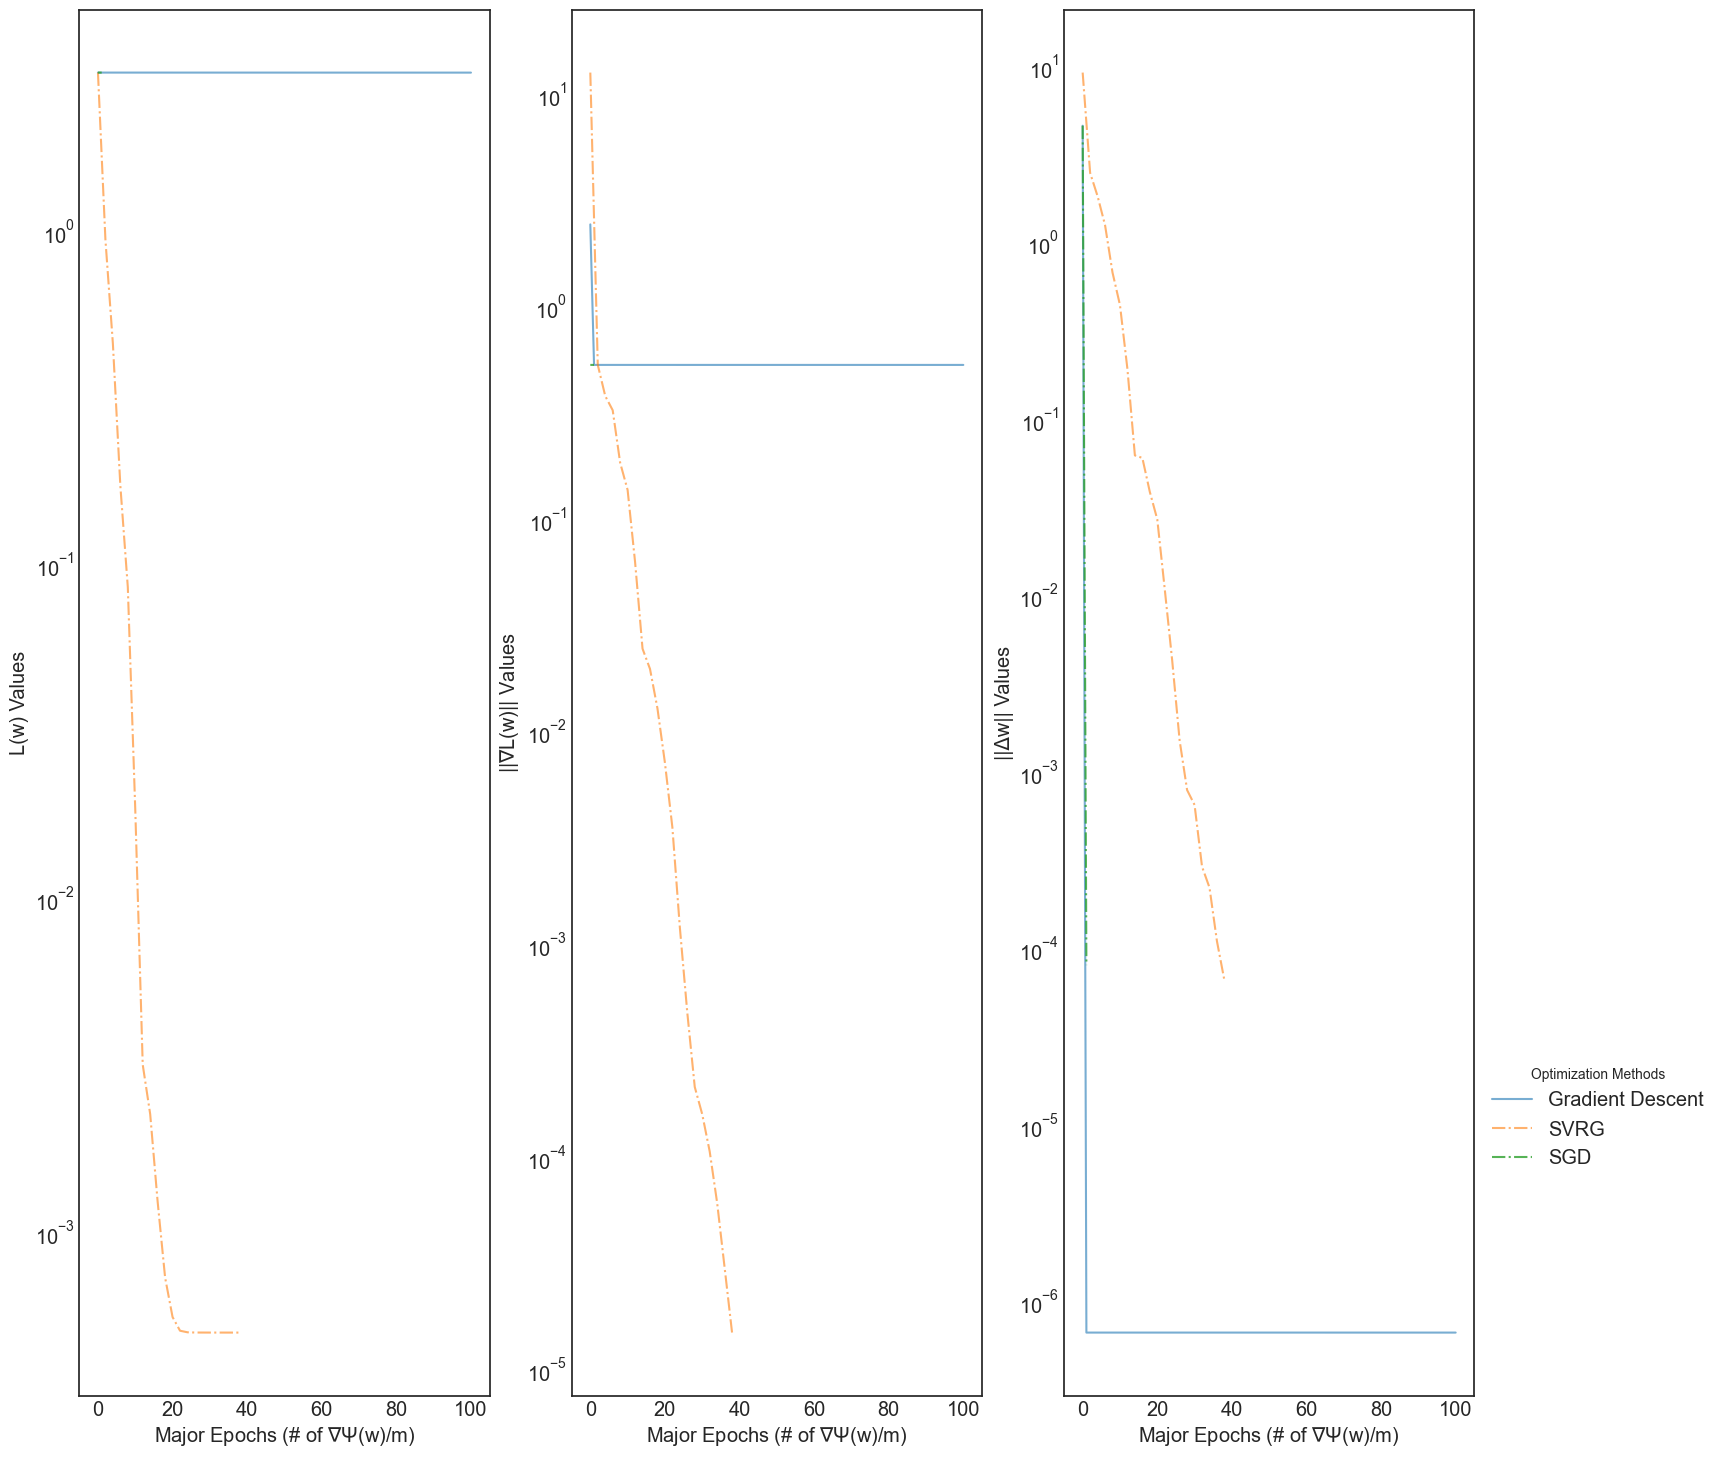 L(w) Values
10⁰
10⁻¹
10⁻²
10⁻³
0 20 40 60 80 100
Major Epochs (# of ∇Ψ(w)/m)
||∇L(w)|| Values
10¹
10⁰
10⁻¹
10⁻²
10⁻³
10⁻⁴
10⁻⁵
0 20 40 60 80 100
Major Epochs (# of ∇Ψ(w)/m)
||Δw|| Values
10¹
10⁰
10⁻¹
10⁻²
10⁻³
10⁻⁴
10⁻⁵
10⁻⁶
0 20 40 60 80 100
Major Epochs (# of ∇Ψ(w)/m)
Optimization Methods
Gradient Descent
SVRG
SGD